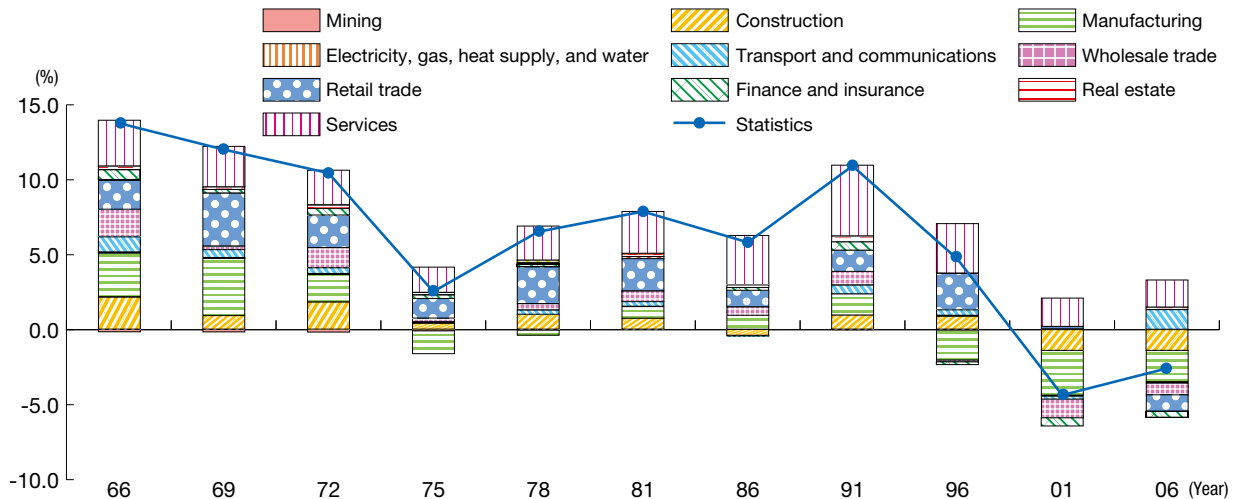 Mining
Construction
Manufacturing
Electricity, gas, heat supply, and water
Transport and communications
Wholesale trade
Retail trade
Finance and insurance
Real estate
Services
Statistics
(%)
15.0
10.0
5.0
0.0
-5.0
-10.0
66 69 72 75 78 81 86 91 96 01 06 (Year)